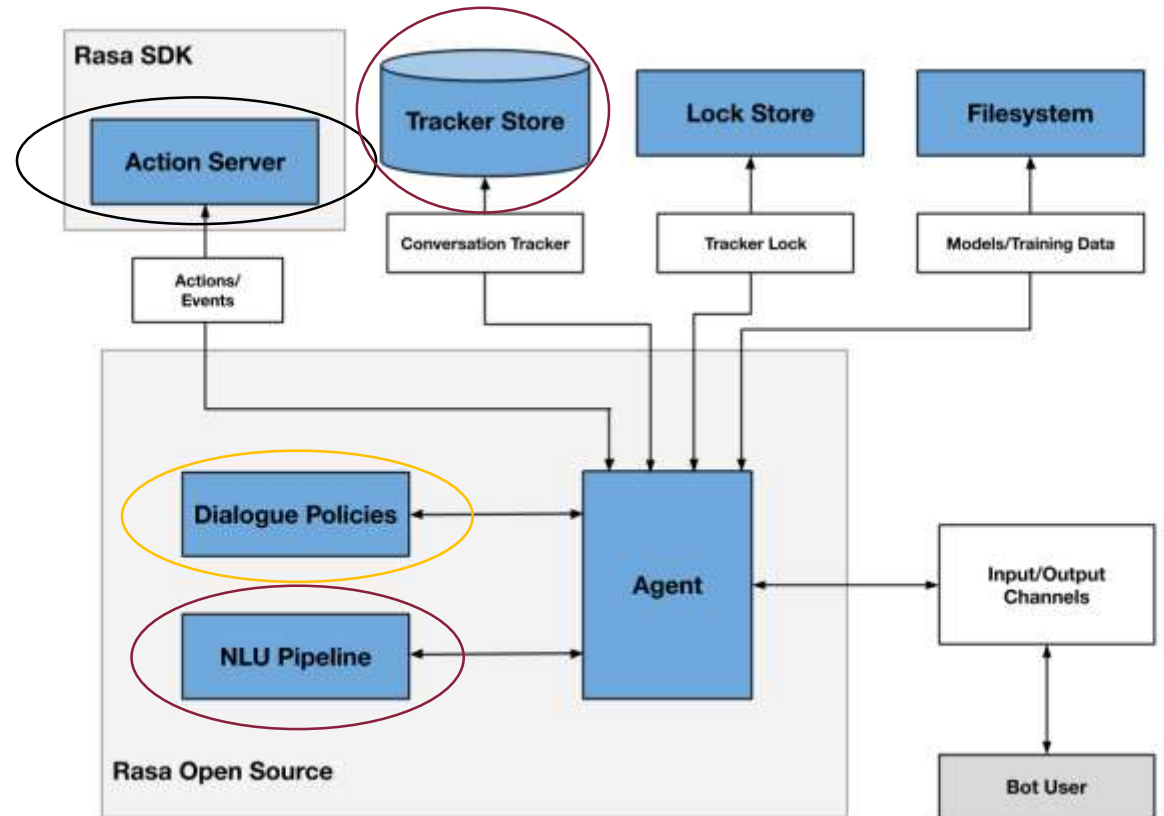 Rasa SDK
Action Server
Tracker Store
Lock Store
Filesystem
Actions/
Events
Conversation Tracker
Tracker Lock
Models/Training Data
Dialogue Policies
NLU Pipeline
Agent
Input/Output
Channels
Rasa Open Source
Bot User